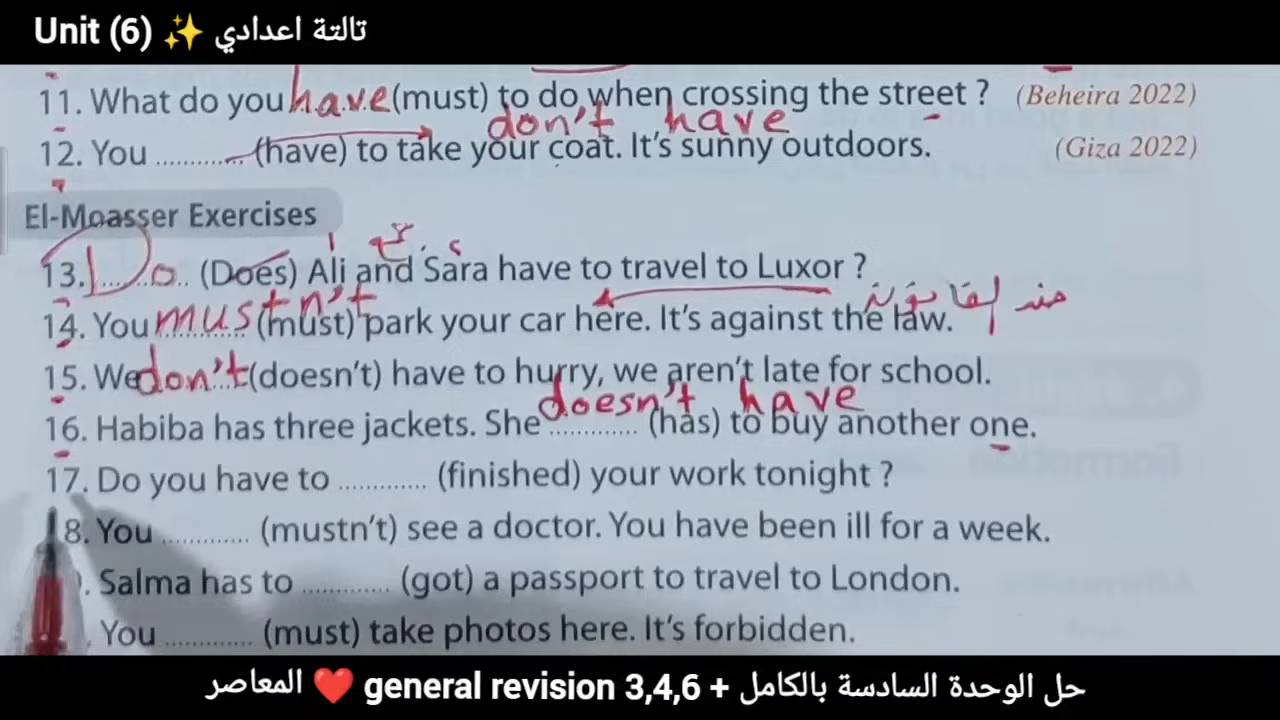 Unit (6) ✨ تالتة اعدادي
11. What do you have (must) to do when crossing the street ? (Beheira 2022)
don't have
12. You ............ (have) to take your coat. It's sunny outdoors. (Giza 2022)
El-Moasser Exercises
13. Do (Does) Ali and Sara have to travel to Luxor ?
14. You mustn't (must) park your car here. It's against the law.
15. We don't (doesn't) have to hurry, we aren't late for school.
doesn't have
16. Habiba has three jackets. She ............ (has) to buy another one.
17. Do you have to ............ (finished) your work tonight ?
8. You ............ (mustn't) see a doctor. You have been ill for a week.
. Salma has to ............ (got) a passport to travel to London.
. You ............ (must) take photos here. It's forbidden.
حل الوحدة السادسة بالكامل + general revision 3,4,6 ❤️ المعاصر